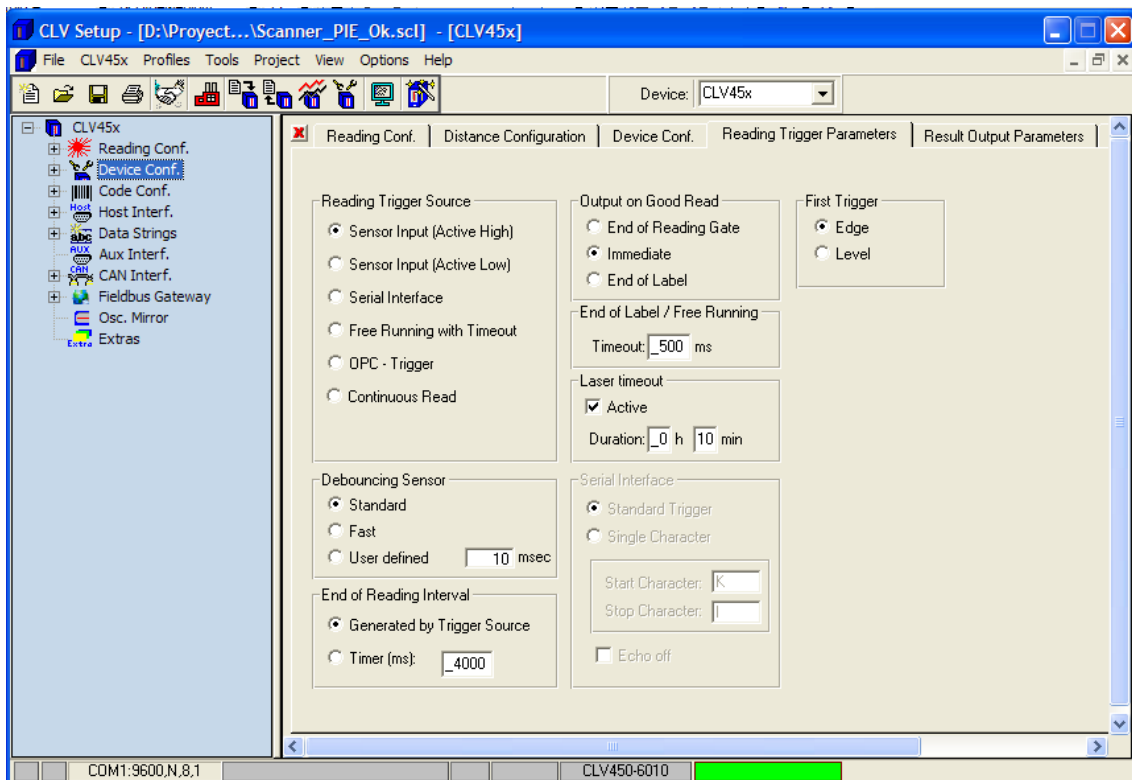 CLV Setup - [D:\Proyect...\Scanner_PIE_Ok.scl] - [CLV45x]
File CLV45x Profiles Tools Project View Options Help
Device: CLV45x
CLV45x
Reading Conf.
Device Conf.
Code Conf.
Host Host Interf.
abc Data Strings
AUX Aux Interf.
CAN CAN Interf.
Fieldbus Gateway
Osc. Mirror
Extra Extras
Reading Conf. Distance Configuration Device Conf. Reading Trigger Parameters Result Output Parameters
Reading Trigger Source
Sensor Input (Active High)
Sensor Input (Active Low)
Serial Interface
Free Running with Timeout
OPC - Trigger
Continuous Read
Debouncing Sensor
Standard
Fast
User defined 10 msec
End of Reading Interval
Generated by Trigger Source
Timer (ms): _4000
Output on Good Read
End of Reading Gate
Immediate
End of Label
End of Label / Free Running
Timeout: _500 ms
Laser timeout
Active
Duration: _0 h 10 min
Serial Interface
Standard Trigger
Single Character
Start Character: K
Stop Character:
Echo off
First Trigger
Edge
Level
COM1:9600,N,8,1 CLV450-6010